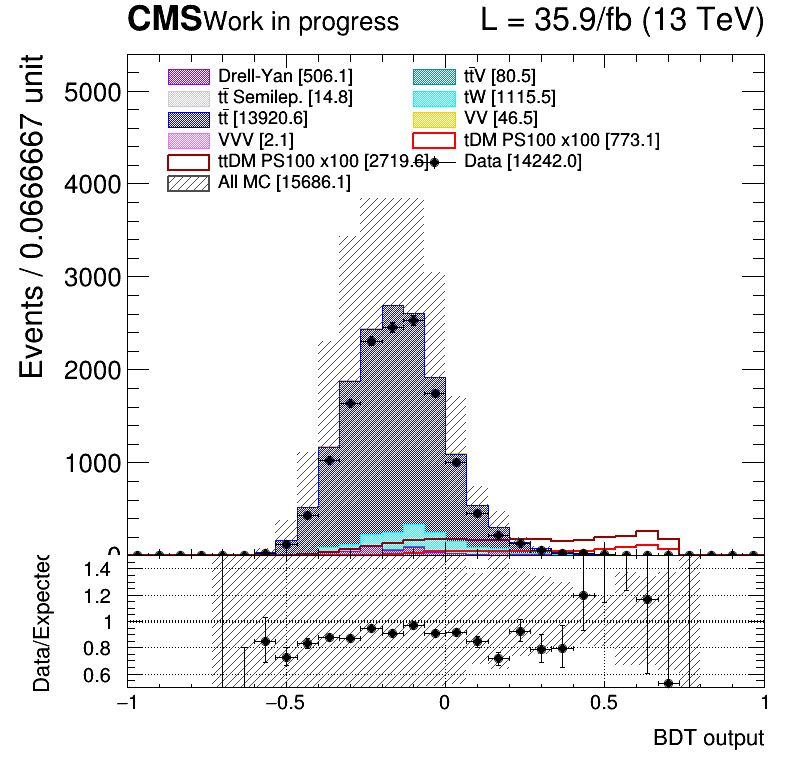 CMS Work in progress L = 35.9/fb (13 TeV)
Events / 0.0666667 unit
5000
4000
3000
2000
1000
0
Drell-Yan [506.1] tt̄V [80.5]
tt̄ Semilep. [14.8] tW [1115.5]
tt̄ [13920.6] VV [46.5]
VVV [2.1] tDM PS100 x100 [773.1]
ttDM PS100 x100 [2719.6] Data [14242.0]
All MC [15686.1]
Data/Expected
1.4
1.2
1
0.8
0.6
−1 −0.5 0 0.5 1
BDT output